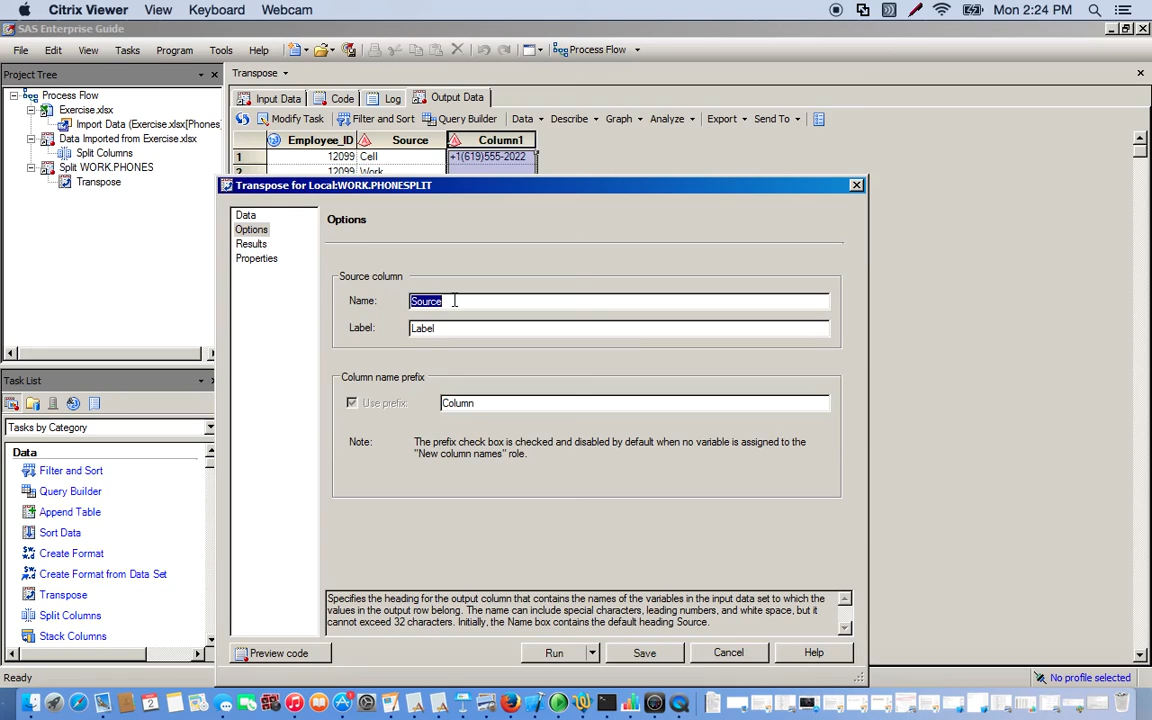 Citrix Viewer View Keyboard Webcam Mon 2:24 PM
SAS Enterprise Guide
File Edit View Tasks Program Tools Help Process Flow
Project Tree
Process Flow
Exercise.xlsx
Import Data (Exercise.xlsx[Phones
Data Imported from Exercise.xlsx
Split Columns
Split WORK.PHONES
Transpose
Transpose
Input Data Code Log Output Data
Modify Task Filter and Sort Query Builder Data Describe Graph Analyze Export Send To
Employee_ID Source Column1
1 12099 Cell +1(619)555-2022
2 12099 Work
Transpose for Local:WORK.PHONESPLIT
Data
Options
Results
Properties
Options
Source column
Name: Source
Label: Label
Column name prefix
Use prefix: Column
Note: The prefix check box is checked and disabled by default when no variable is assigned to the
"New column names" role.
Specifies the heading for the output column that contains the names of the variables in the input data set to which the
values in the output row belong. The name can include special characters, leading numbers, and white space, but it
cannot exceed 32 characters. Initially, the Name box contains the default heading Source.
Preview code Run Save Cancel Help
Task List
Tasks by Category
Data
Filter and Sort
Query Builder
Append Table
Sort Data
Create Format
Create Format from Data Set
Transpose
Split Columns
Stack Columns
Ready
No profile selected